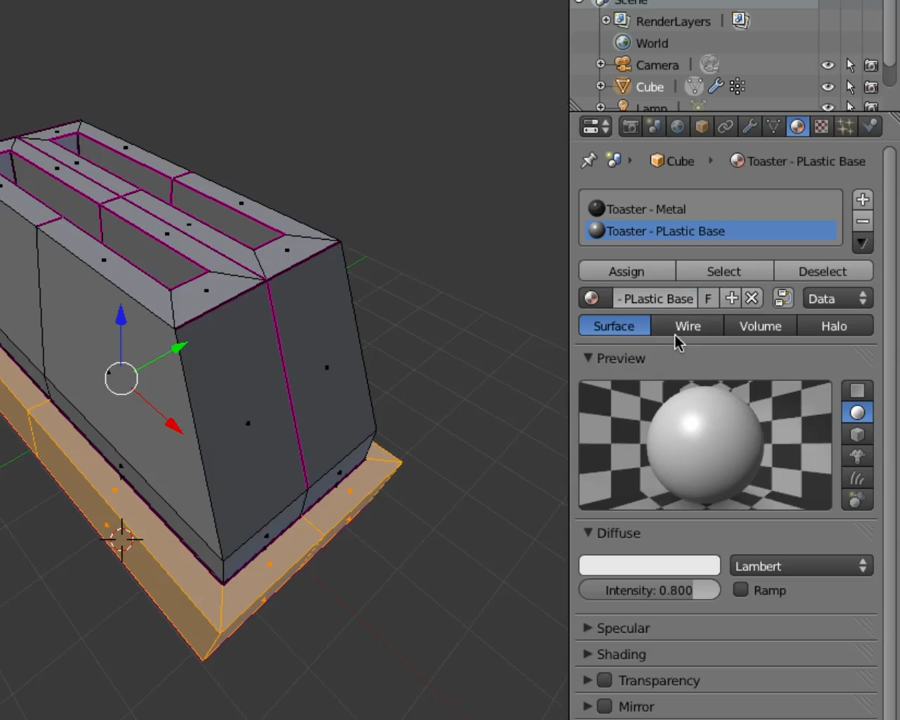 Scene
RenderLayers
World
Camera
Cube
Lamp
Cube Toaster - PLastic Base
Toaster - Metal
Toaster - PLastic Base
Assign Select Deselect
- PLastic Base F Data
Surface Wire Volume Halo
Preview
Diffuse
Lambert
Intensity: 0.800 Ramp
Specular
Shading
Transparency
Mirror